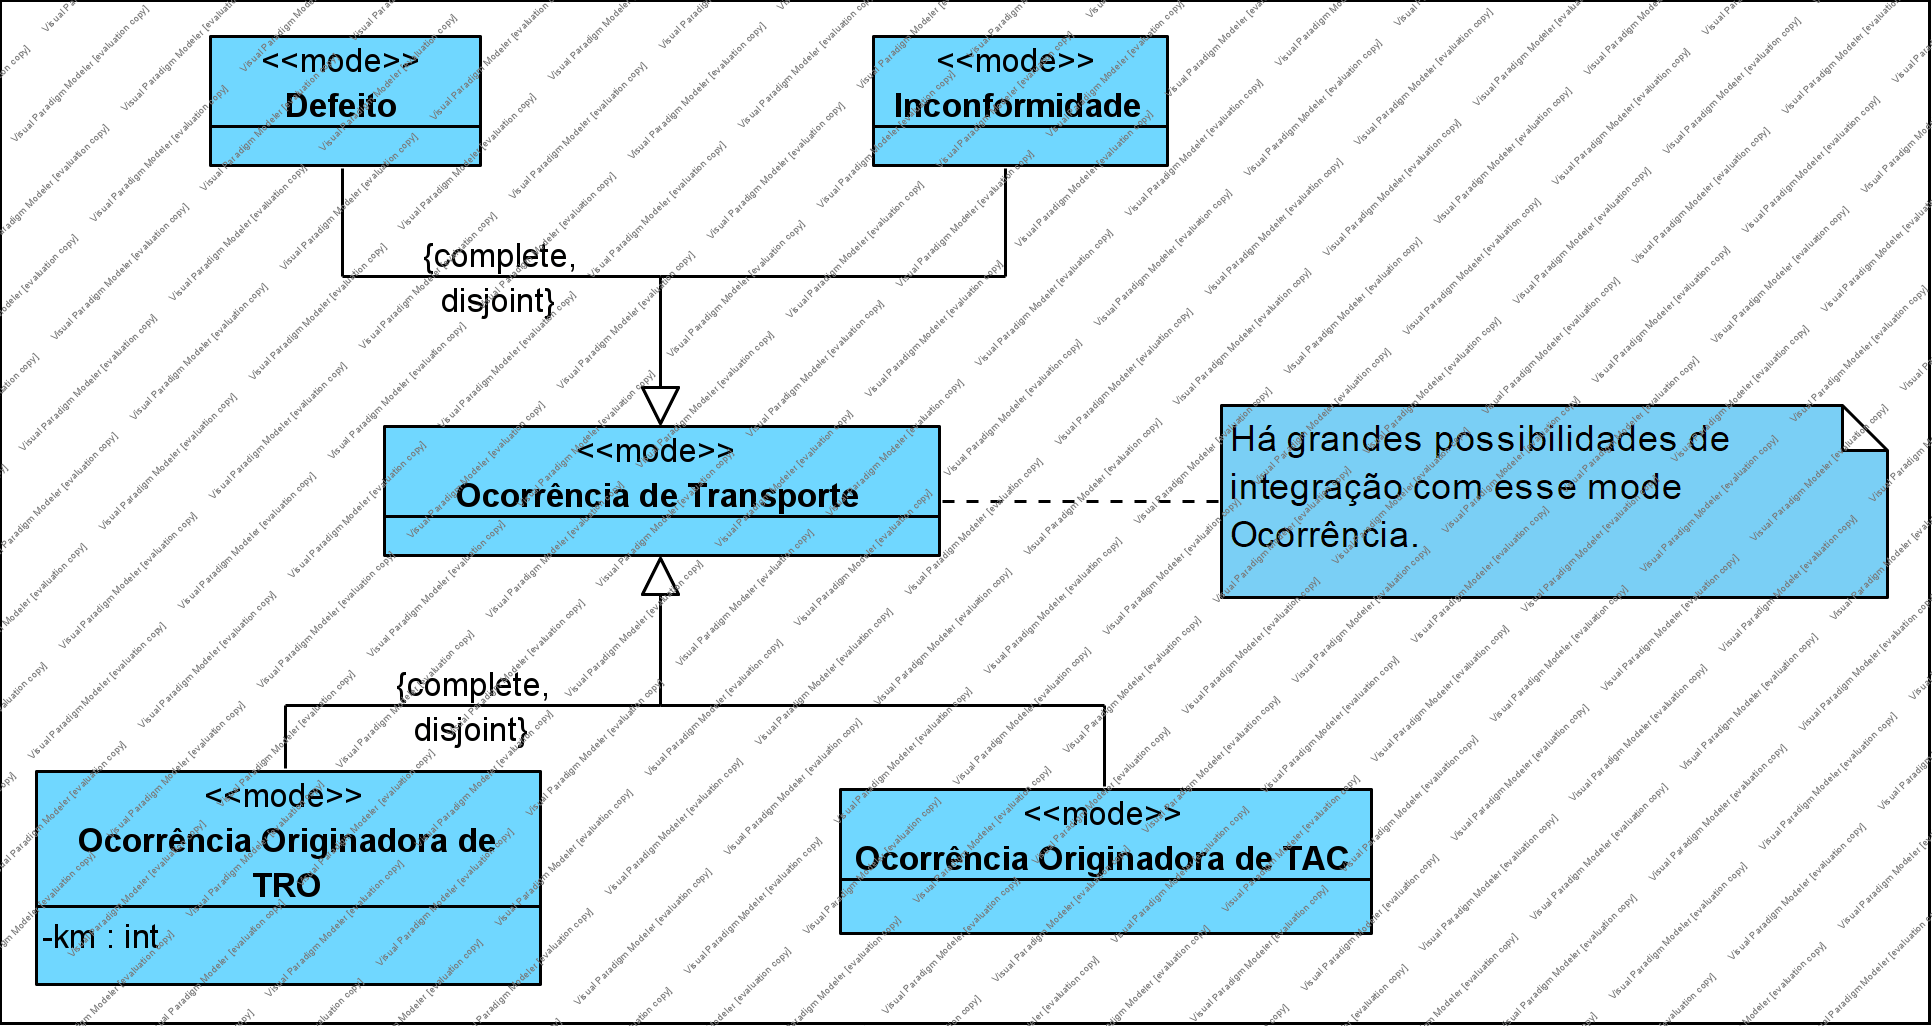 <<mode>>
Defeito
<<mode>>
Inconformidade
{complete,
disjoint}
<<mode>>
Ocorrência de Transporte
Há grandes possibilidades de
integração com esse mode
Ocorrência.
{complete,
disjoint}
<<mode>>
Ocorrência Originadora de
TRO
-km : int
<<mode>>
Ocorrência Originadora de TAC
Visual Paradigm Modeler [evaluation copy]